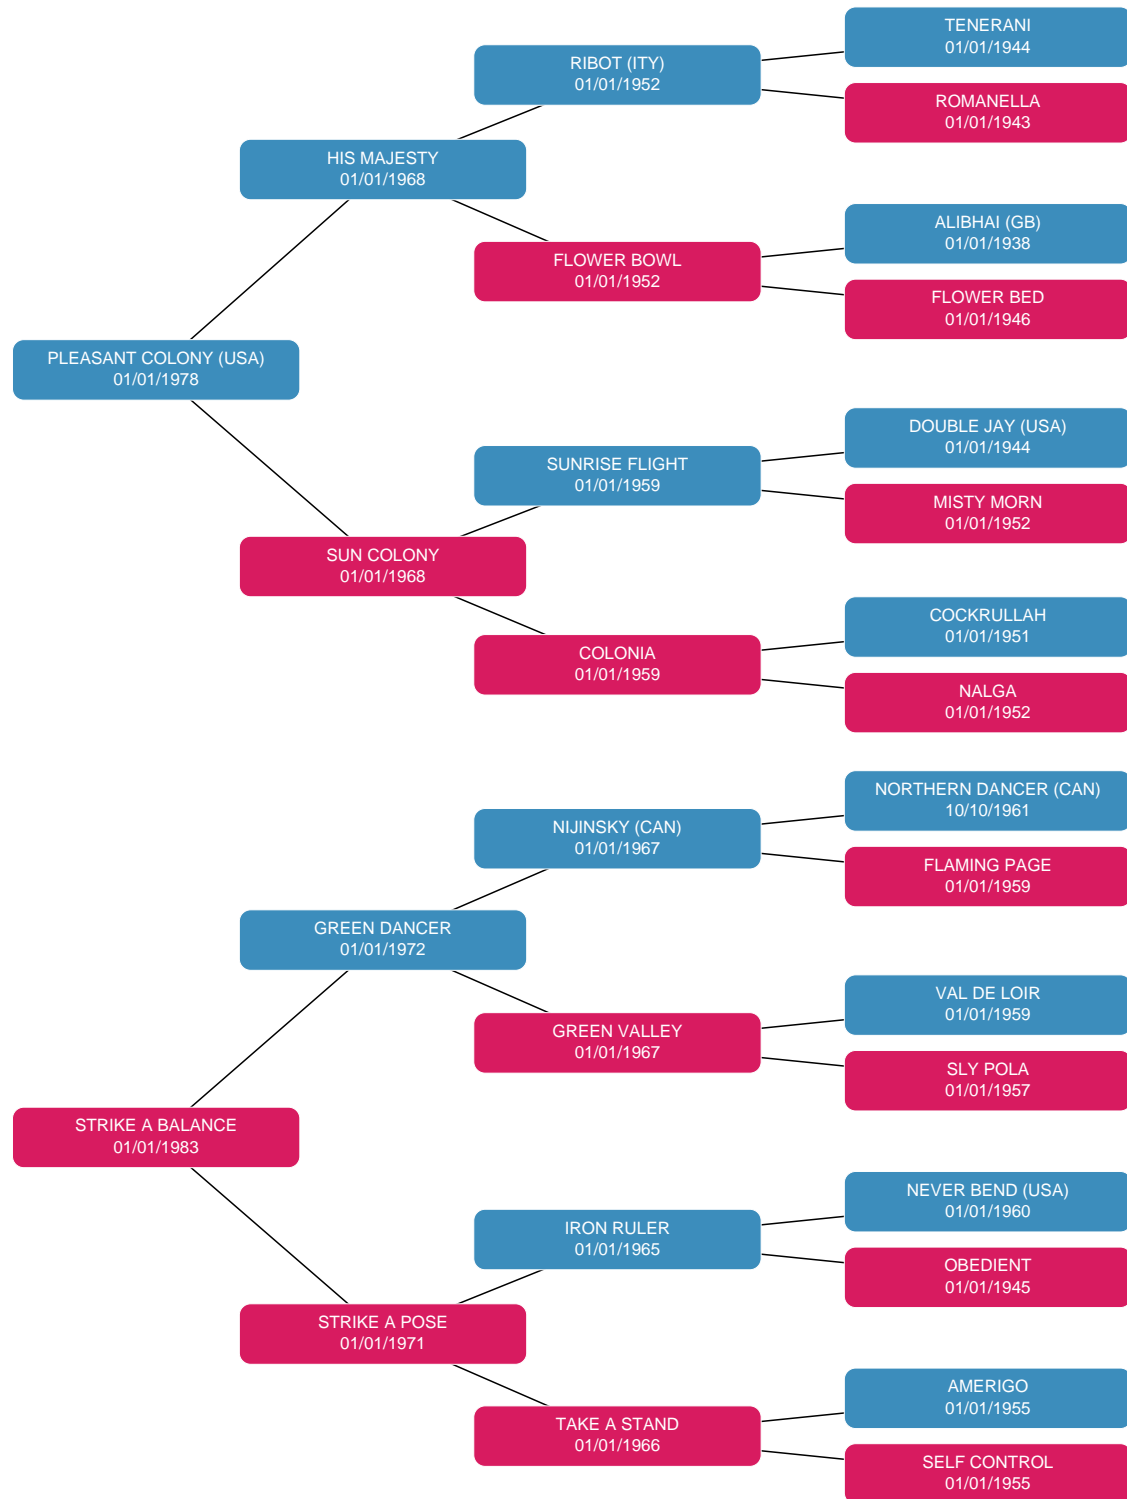 TENERANI
01/01/1944
RIBOT (ITY)
01/01/1952
ROMANELLA
01/01/1943
HIS MAJESTY
01/01/1968
ALIBHAI (GB)
01/01/1938
FLOWER BOWL
01/01/1952
FLOWER BED
01/01/1946
PLEASANT COLONY (USA)
01/01/1978
DOUBLE JAY (USA)
01/01/1944
SUNRISE FLIGHT
01/01/1959
MISTY MORN
01/01/1952
SUN COLONY
01/01/1968
COCKRULLAH
01/01/1951
COLONIA
01/01/1959
NALGA
01/01/1952
NORTHERN DANCER (CAN)
10/10/1961
NIJINSKY (CAN)
01/01/1967
FLAMING PAGE
01/01/1959
GREEN DANCER
01/01/1972
VAL DE LOIR
01/01/1959
GREEN VALLEY
01/01/1967
SLY POLA
01/01/1957
STRIKE A BALANCE
01/01/1983
NEVER BEND (USA)
01/01/1960
IRON RULER
01/01/1965
OBEDIENT
01/01/1945
STRIKE A POSE
01/01/1971
AMERIGO
01/01/1955
TAKE A STAND
01/01/1966
SELF CONTROL
01/01/1955